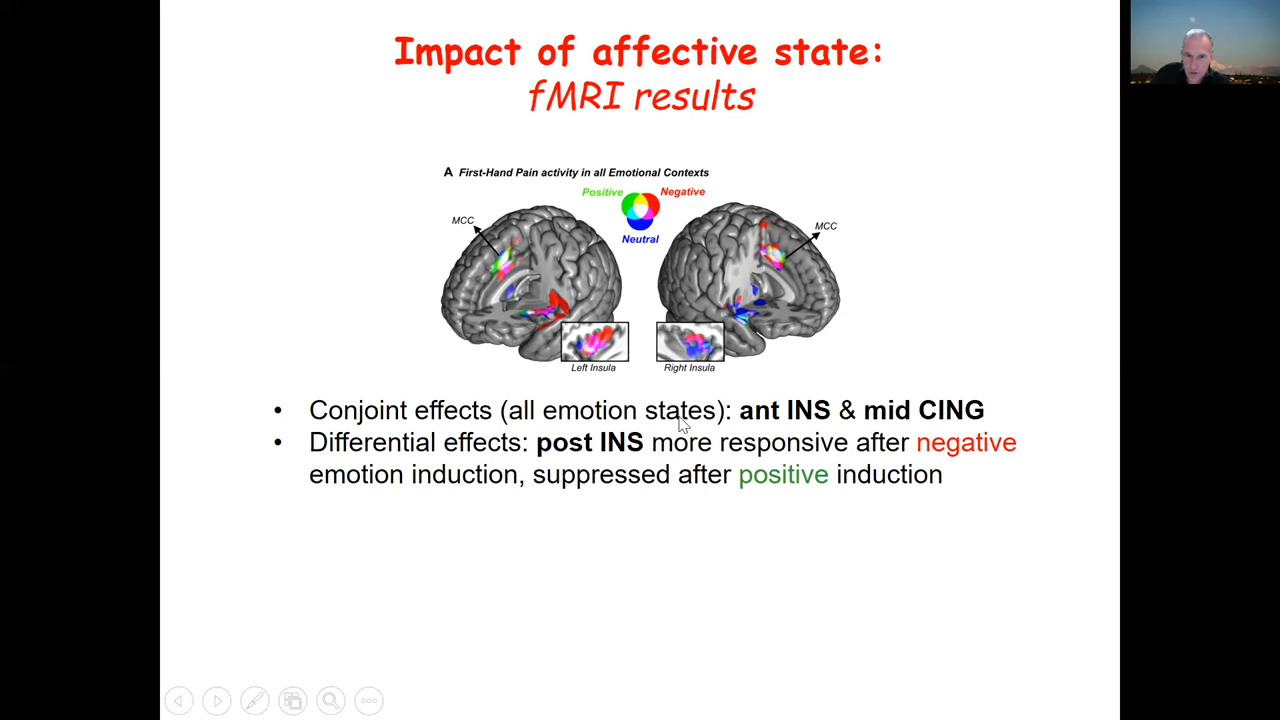 Impact of affective state:
fMRI results
A First-Hand Pain activity in all Emotional Contexts
Positive
Negative
Neutral
MCC
MCC
Left Insula
Right Insula
• Conjoint effects (all emotion states): ant INS & mid CING
• Differential effects: post INS more responsive after negative
emotion induction, suppressed after positive induction